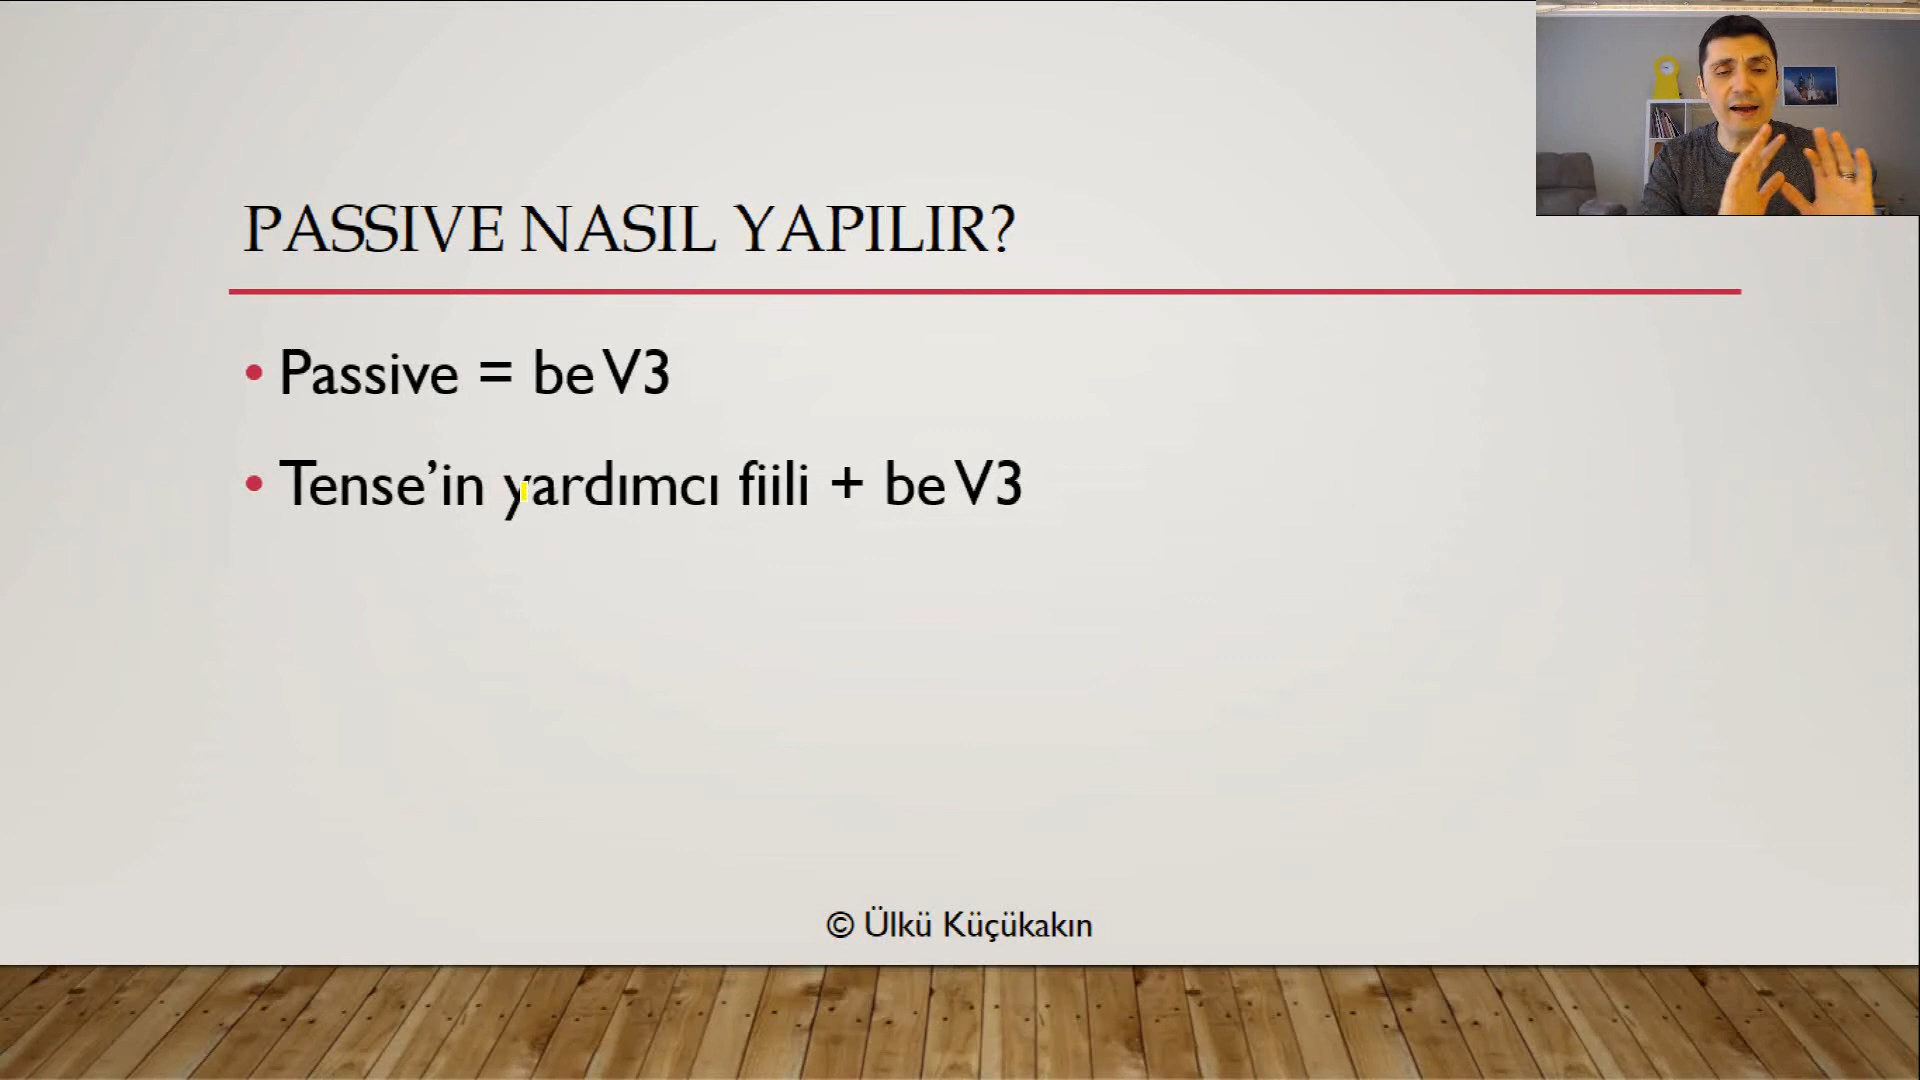 PASSIVE NASIL YAPILIR?
• Passive = be V3
• Tense’in yardımcı fiili + be V3
© Ülkü Küçükakın